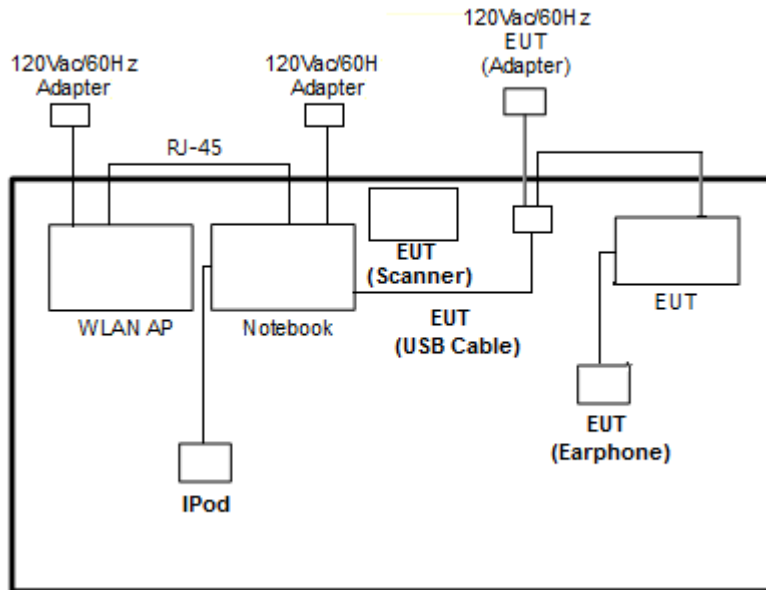 120Vac/60Hz
Adapter
120Vac/60H
Adapter
120Vac/60Hz
EUT
(Adapter)
RJ-45
WLAN AP
Notebook
EUT
(Scanner)
EUT
(USB Cable)
EUT
EUT
(Earphone)
IPod